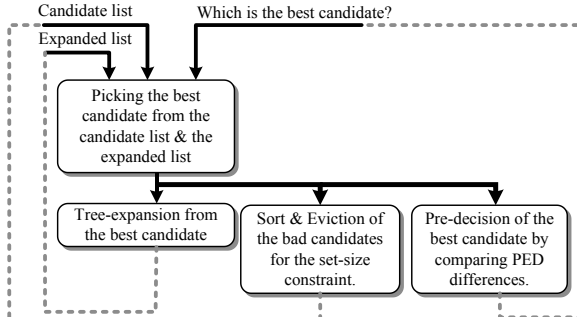 Candidate list
Which is the best candidate?
Expanded list
Picking the best
candidate from the
candidate list & the
expanded list
Tree-expansion from
the best candidate
Sort & Eviction of
the bad candidates
for the set-size
constraint.
Pre-decision of the
best candidate by
comparing PED
differences.